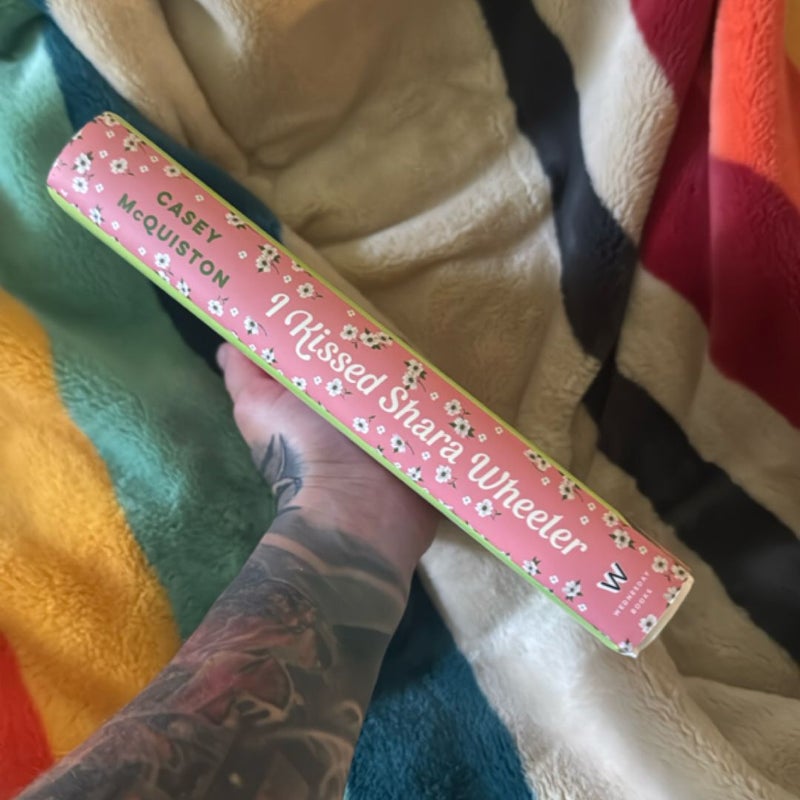 CASEY
McQUISTON
I Kissed Shara Wheeler
W
WEDNESDAY
BOOKS